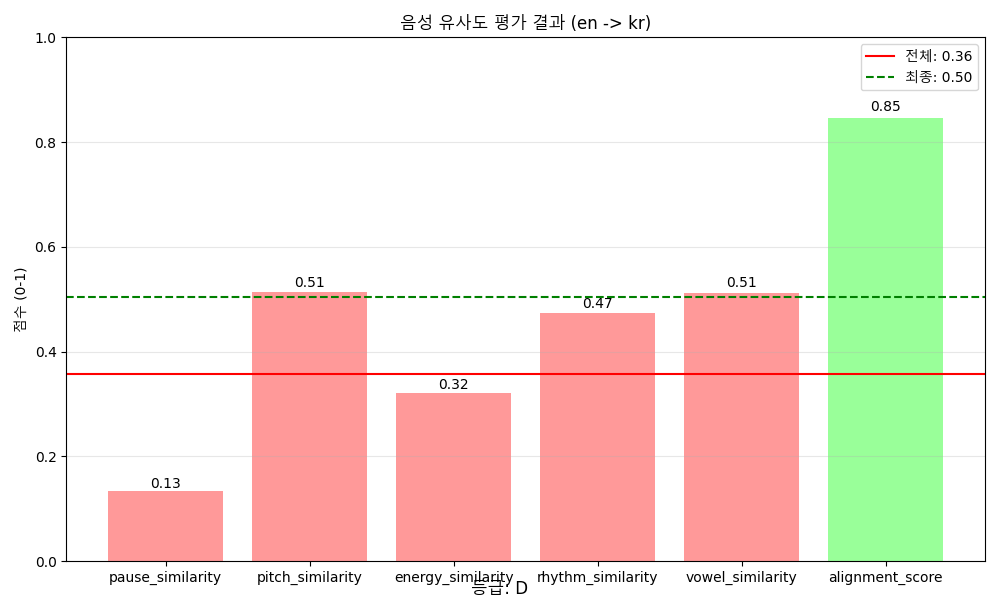 음성 유사도 평가 결과 (en -> kr)
전체: 0.36
최종: 0.50
점수 (0-1)
1.0
0.8
0.6
0.4
0.2
0.0
0.13
0.51
0.32
0.47
0.51
0.85
pause_similarity
pitch_similarity
energy_similarity
rhythm_similarity
vowel_similarity
alignment_score
등급: D